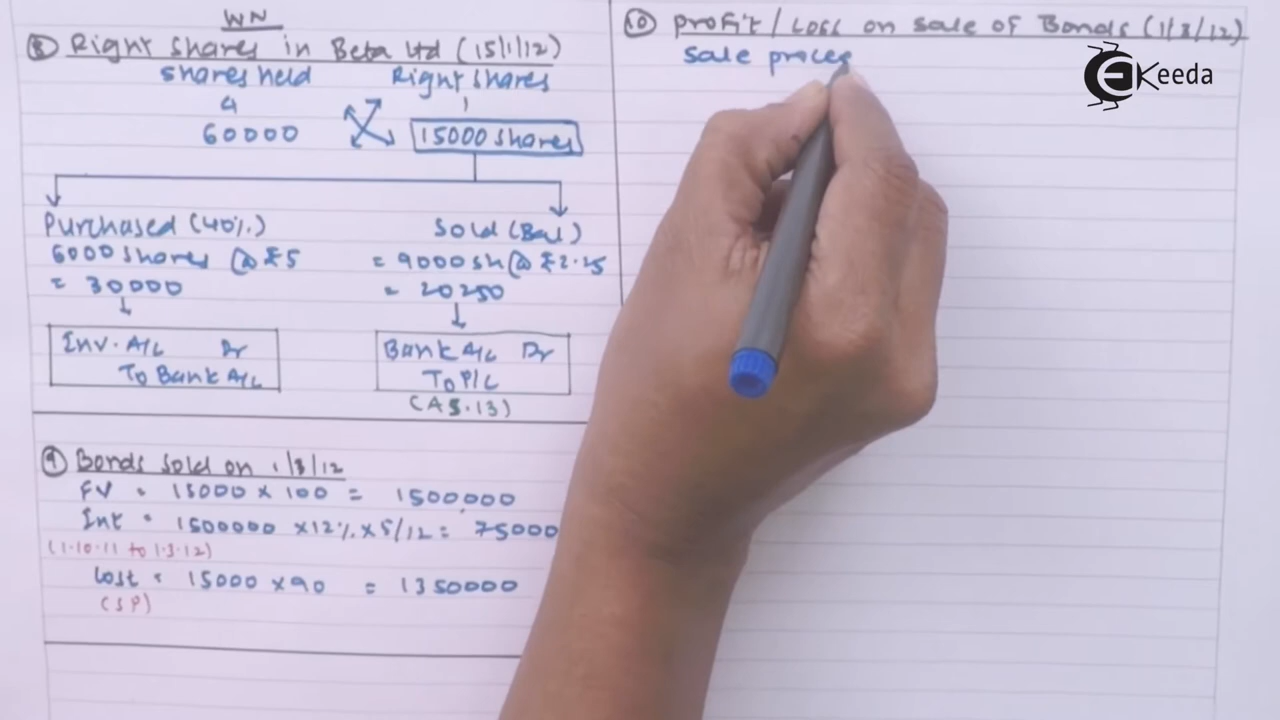 WN
⑧ Right shares in Beta Ltd (15/1/12)
shares held Right shares
4 1
60000 15000 shares
Purchased (40%) Sold (Bal)
6000 shares @ ₹5 = 9000 sh @ ₹2.25
= 30000 = 20250
Inv. A/c Dr Bank A/c Dr
To Bank A/c To P/L
(AS.13)
⑨ Bonds sold on 1/3/12
FV = 15000 × 100 = 1500000
Int = 1500000 × 12% × 5/12 = 75000
(1.10.11 to 1.3.12)
Cost = 15000 × 90 = 1350000
(SP)
⑩ Profit / Loss on sale of Bonds (1/3/12)
Sale proces
Keeda